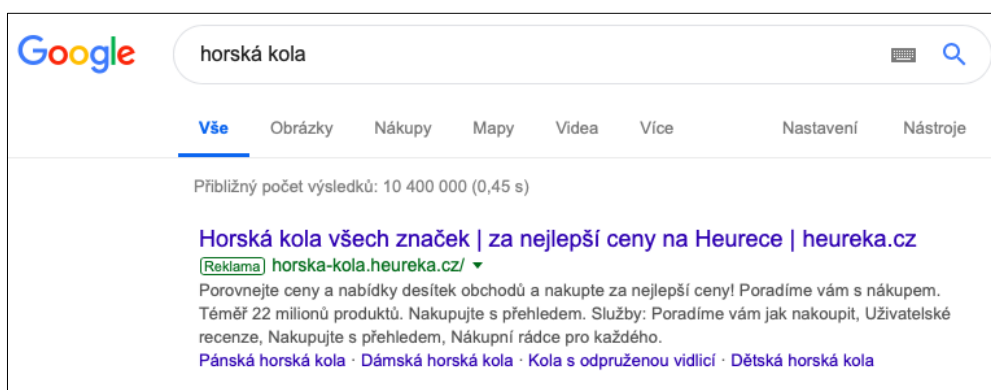 Google
horská kola
Vše Obrázky Nákupy Mapy Videa Více Nastavení Nástroje
Přibližný počet výsledků: 10 400 000 (0,45 s)
Horská kola všech značek | za nejlepší ceny na Heurece | heureka.cz
Reklama horska-kola.heureka.cz/
Porovnejte ceny a nabídky desítek obchodů a nakupte za nejlepší ceny! Poradíme vám s nákupem.
Téměř 22 milionů produktů. Nakupujte s přehledem. Služby: Poradíme vám jak nakoupit, Uživatelské
recenze, Nakupujte s přehledem, Nákupní rádce pro každého.
Pánská horská kola · Dámská horská kola · Kola s odpruženou vidlicí · Dětská horská kola